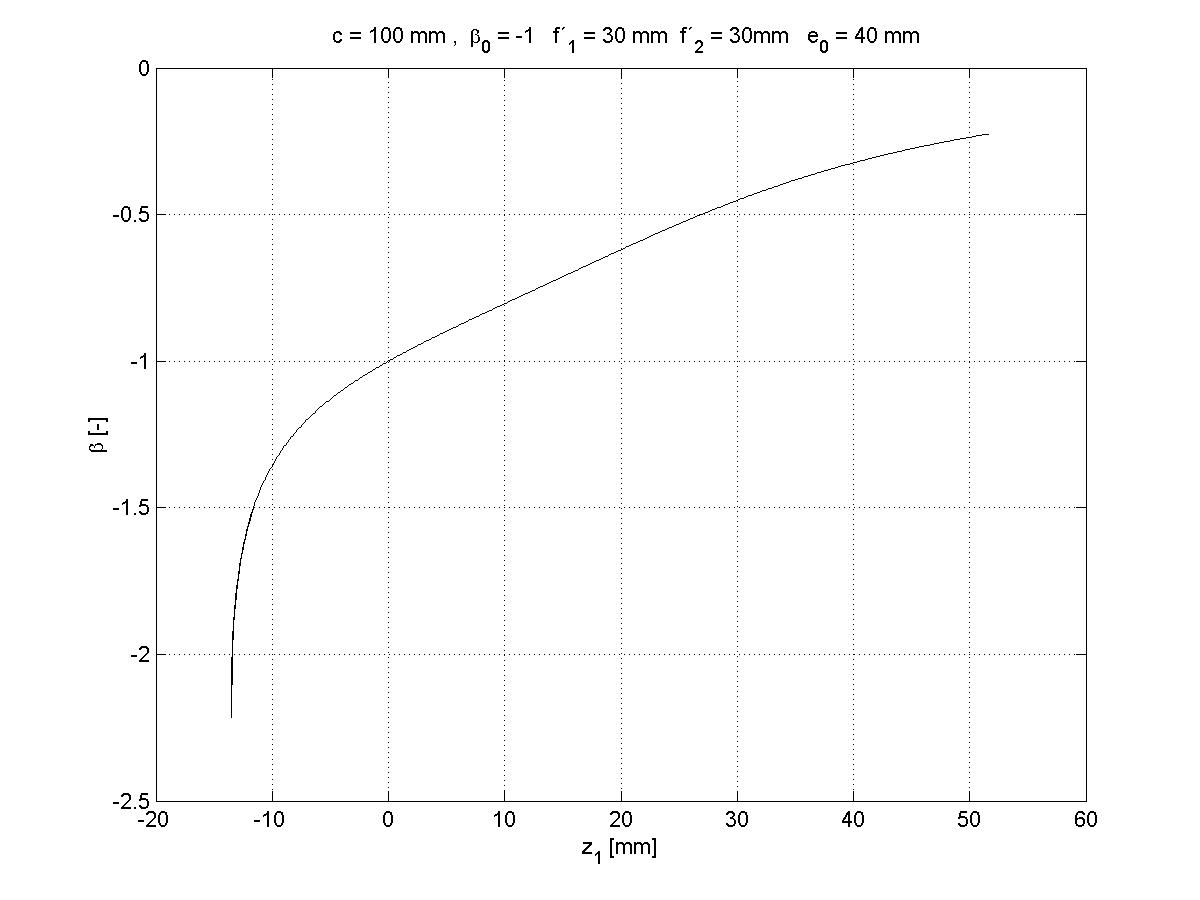 c = 100 mm ,  β₀ = -1   f´₁ = 30 mm  f´₂ = 30mm   e₀ = 40 mm
0
-0.5
-1
β [-]
-1.5
-2
-2.5
-20 -10 0 10 20 30 40 50 60
z₁ [mm]